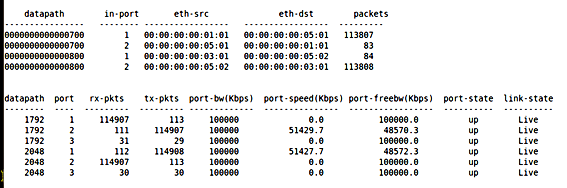 datapath in-port eth-src eth-dst packets
---------------- -------- ----------------- ----------------- --------
0000000000000700 1 00:00:00:00:01:01 00:00:00:00:05:01 113807
0000000000000700 2 00:00:00:00:05:01 00:00:00:00:01:01 83
0000000000000800 1 00:00:00:00:03:01 00:00:00:00:05:02 84
0000000000000800 2 00:00:00:00:05:02 00:00:00:00:03:01 113808
datapath port rx-pkts tx-pkts port-bw(Kbps) port-speed(Kbps) port-freebw(Kbps) port-state link-state
-------- ---- -------- -------- ------------- --------------- ----------------- ---------- ----------
1792 1 114907 113 100000 0.0 100000.0 up Live
1792 2 111 114907 100000 51429.7 48570.3 up Live
1792 3 31 29 100000 0.0 100000.0 up Live
2048 1 112 114908 100000 51427.7 48572.3 up Live
2048 2 114907 113 100000 0.0 100000.0 up Live
2048 3 30 30 100000 0.0 100000.0 up Live